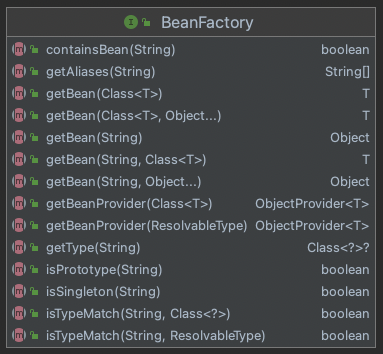 BeanFactory
containsBean(String) boolean
getAliases(String) String[]
getBean(Class<T>) T
getBean(Class<T>, Object...) T
getBean(String) Object
getBean(String, Class<T>) T
getBean(String, Object...) Object
getBeanProvider(Class<T>) ObjectProvider<T>
getBeanProvider(ResolvableType) ObjectProvider<T>
getType(String) Class<?>?
isPrototype(String) boolean
isSingleton(String) boolean
isTypeMatch(String, Class<?>) boolean
isTypeMatch(String, ResolvableType) boolean